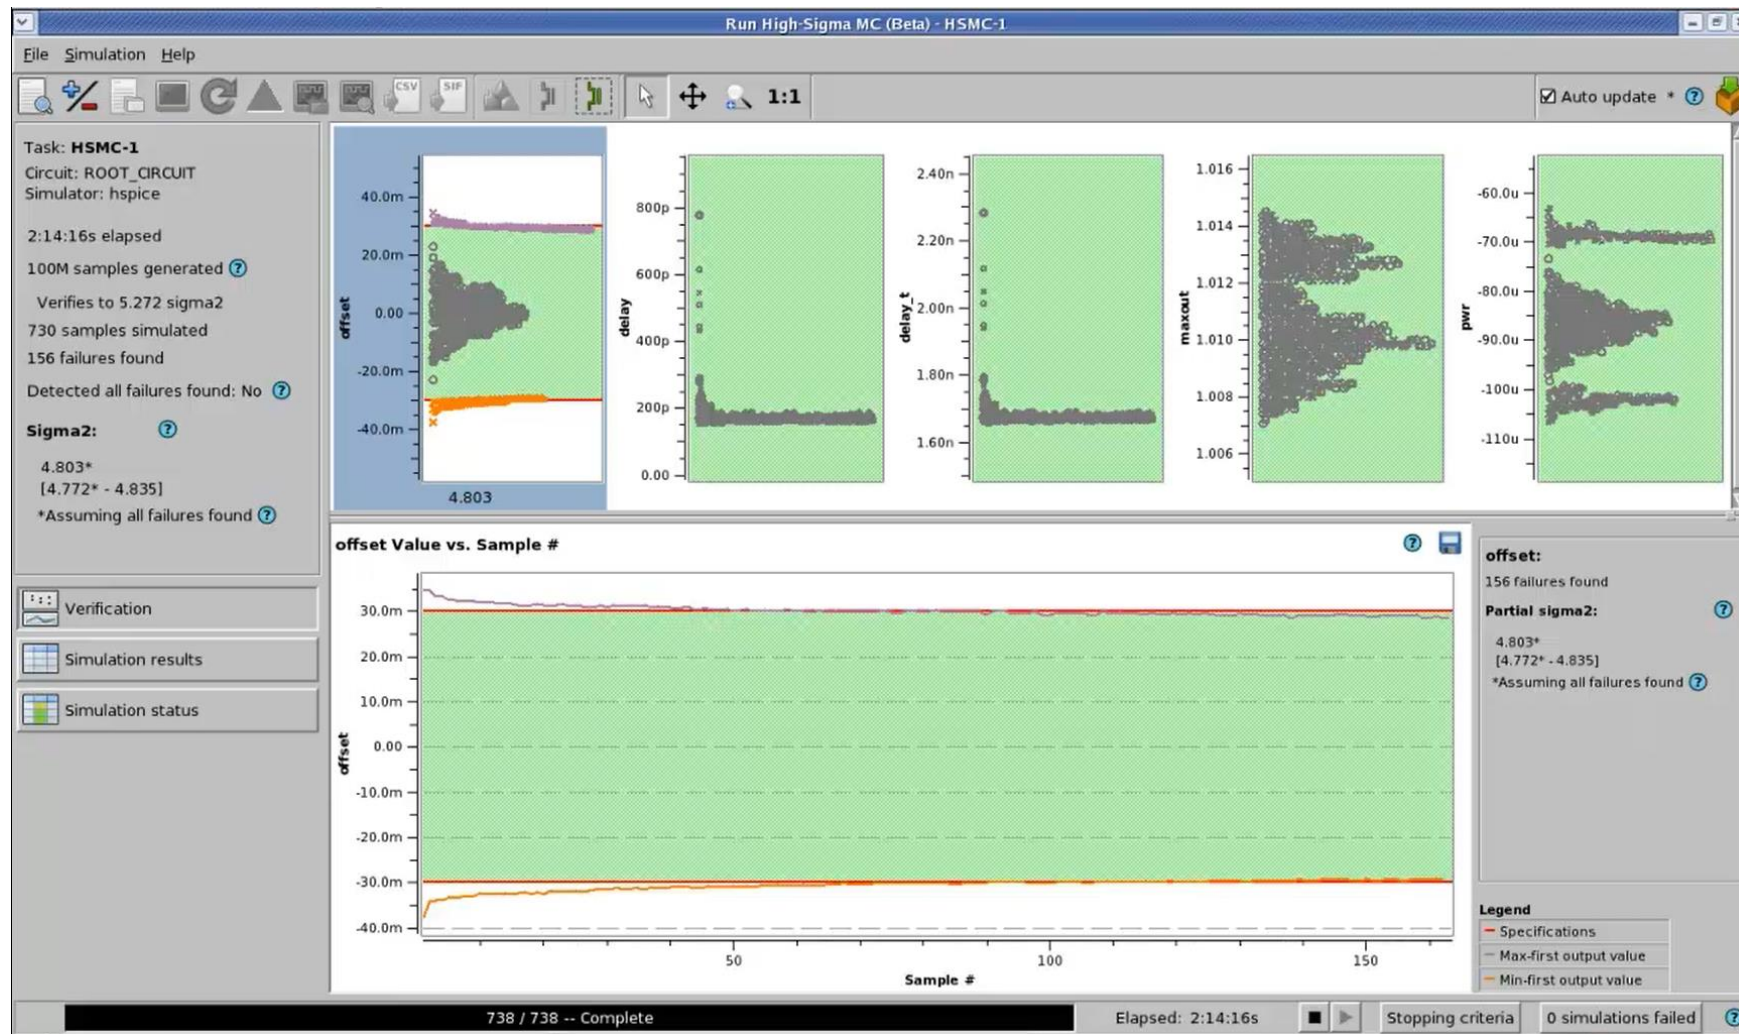 Run High-Sigma MC (Beta) - HSMC-1
File Simulation Help
CSV SIF 1:1 Auto update *
Task: HSMC-1
Circuit: ROOT_CIRCUIT
Simulator: hspice
2:14:16s elapsed
100M samples generated ?
Verifies to 5.272 sigma2
730 samples simulated
156 failures found
Detected all failures found: No ?
Sigma2: ?
4.803*
[4.772* - 4.835]
*Assuming all failures found ?
Verification
Simulation results
Simulation status
offset
40.0m
20.0m
0.00
-20.0m
-40.0m
4.803
delay
800p
600p
400p
200p
0.00
delay_t
2.40n
2.20n
2.00n
1.80n
1.60n
maxout
1.016
1.014
1.012
1.010
1.008
1.006
pwr
-60.0u
-70.0u
-80.0u
-90.0u
-100u
-110u
offset Value vs. Sample #
offset
30.0m
20.0m
10.0m
0.00
-10.0m
-20.0m
-30.0m
-40.0m
50 100 150
Sample #
offset:
156 failures found
Partial sigma2: ?
4.803*
[4.772* - 4.835]
*Assuming all failures found ?
Legend
Specifications
Max-first output value
Min-first output value
738 / 738 -- Complete
Elapsed: 2:14:16s
Stopping criteria
0 simulations failed ?